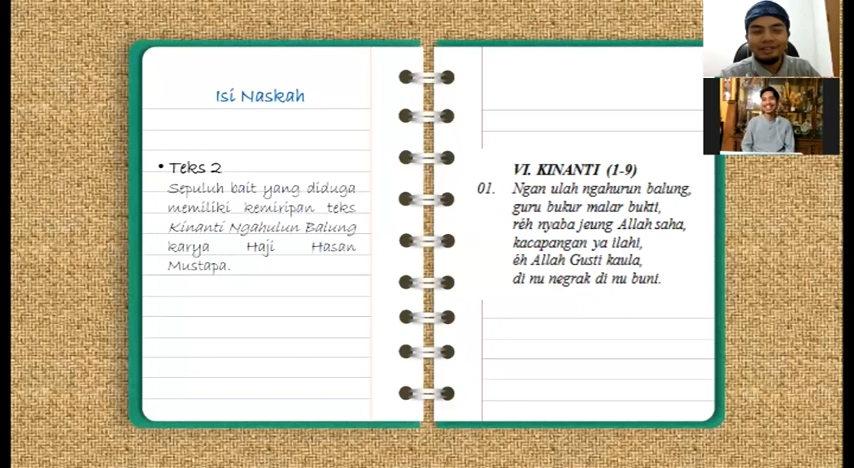 Isi Naskah
• Teks 2
Sepuluh bait yang diduga
memiliki kemiripan teks
Kinanti Ngahulun Balung
karya Haji Hasan
Mustapa.
VI. KINANTI (1-9)
01. Ngan ulah ngahurun balung,
guru bukur malar bukti,
réh nyaba jeung Allah saha,
kacapangan ya ilahi,
éh Allah Gusti kaula,
di nu negrak di nu buni.